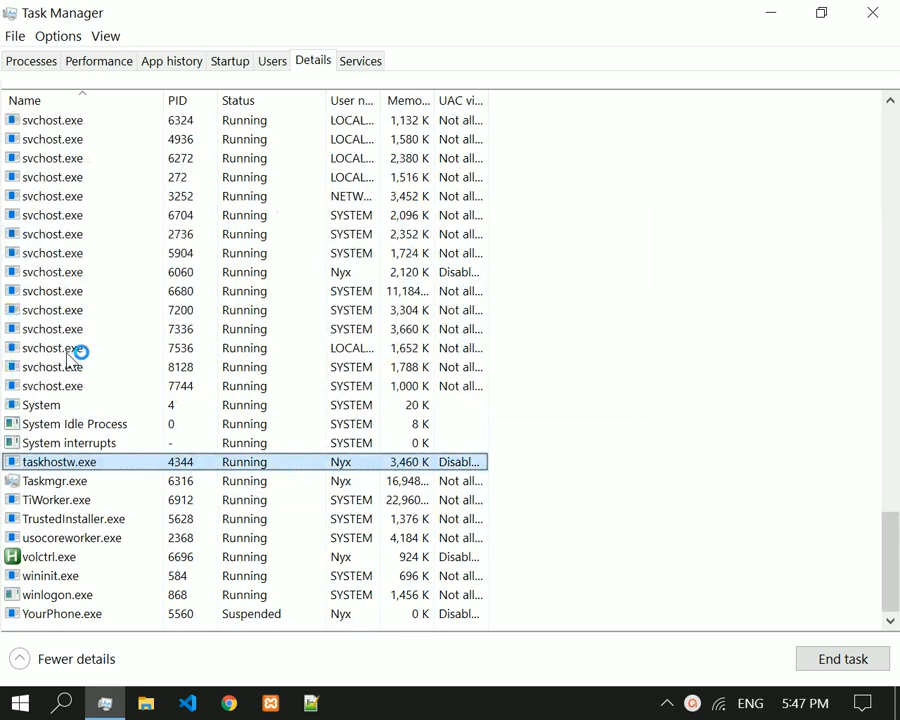 Task Manager
File Options View
Processes Performance App history Startup Users Details Services
Name PID Status User n... Memo... UAC vi...
svchost.exe 6324 Running LOCAL... 1,132 K Not all...
svchost.exe 4936 Running LOCAL... 1,580 K Not all...
svchost.exe 6272 Running LOCAL... 2,380 K Not all...
svchost.exe 272 Running LOCAL... 1,516 K Not all...
svchost.exe 3252 Running NETW... 3,452 K Not all...
svchost.exe 6704 Running SYSTEM 2,096 K Not all...
svchost.exe 2736 Running SYSTEM 2,352 K Not all...
svchost.exe 5904 Running SYSTEM 1,724 K Not all...
svchost.exe 6060 Running Nyx 2,120 K Disabl...
svchost.exe 6680 Running SYSTEM 11,184... Not all...
svchost.exe 7200 Running SYSTEM 3,304 K Not all...
svchost.exe 7336 Running SYSTEM 3,660 K Not all...
svchost.exe 7536 Running LOCAL... 1,652 K Not all...
svchost.exe 8128 Running SYSTEM 1,788 K Not all...
svchost.exe 7744 Running SYSTEM 1,000 K Not all...
System 4 Running SYSTEM 20 K
System Idle Process 0 Running SYSTEM 8 K
System interrupts - Running SYSTEM 0 K
taskhostw.exe 4344 Running Nyx 3,460 K Disabl...
Taskmgr.exe 6316 Running Nyx 16,948... Not all...
TiWorker.exe 6912 Running SYSTEM 22,960... Not all...
TrustedInstaller.exe 5628 Running SYSTEM 1,376 K Not all...
usocoreworker.exe 2368 Running SYSTEM 4,184 K Not all...
volctrl.exe 6696 Running Nyx 924 K Disabl...
wininit.exe 584 Running SYSTEM 696 K Not all...
winlogon.exe 868 Running SYSTEM 1,456 K Not all...
YourPhone.exe 5560 Suspended Nyx 0 K Disabl...
Fewer details End task
ENG 5:47 PM